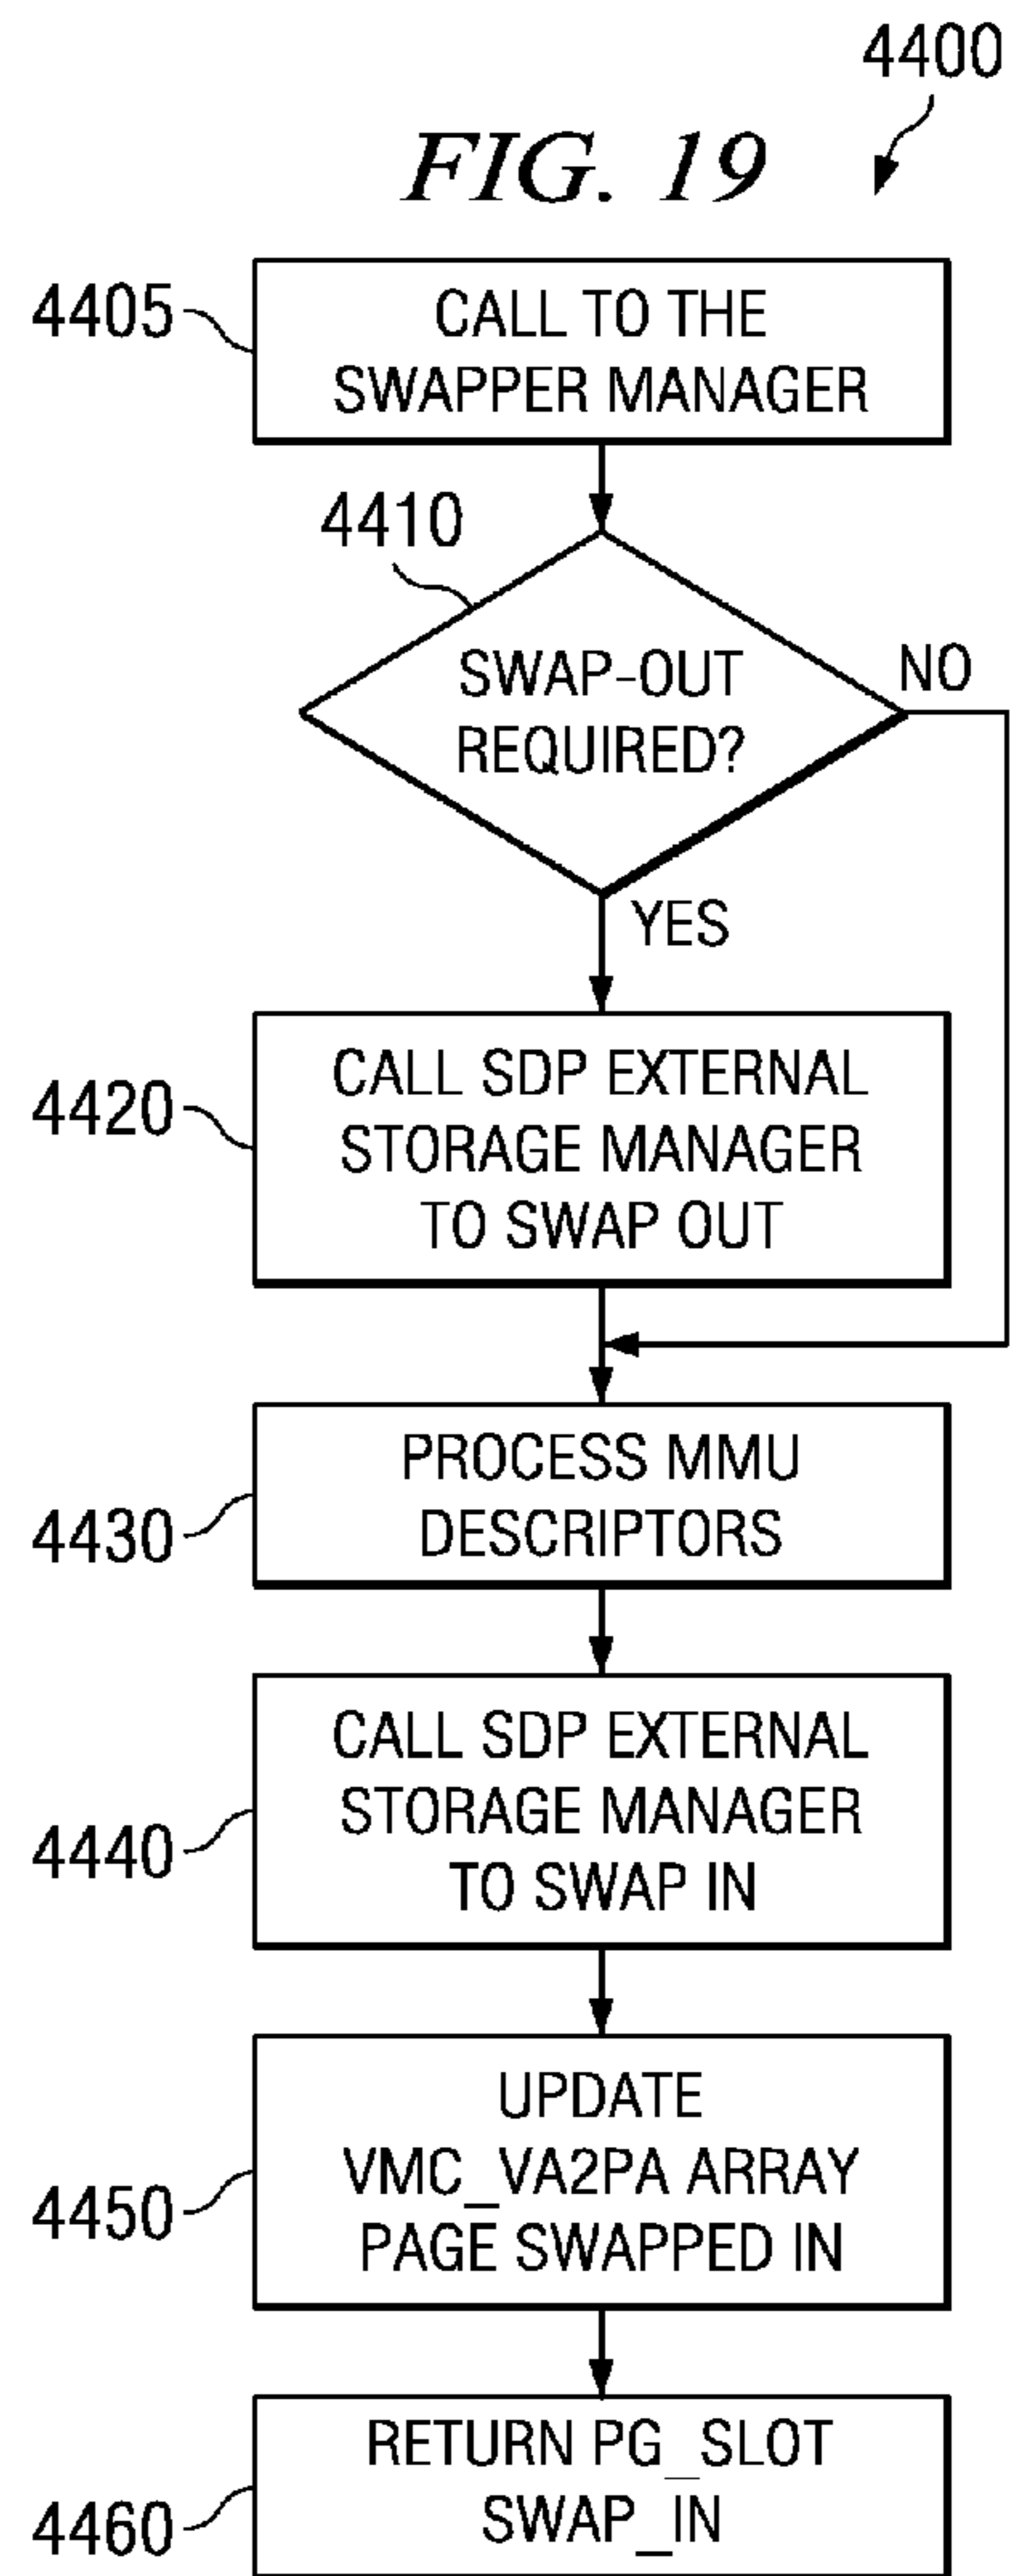 4400
FIG. 19
4405
CALL TO THE
SWAPPER MANAGER
4410
SWAP-OUT
REQUIRED?
NO
YES
4420
CALL SDP EXTERNAL
STORAGE MANAGER
TO SWAP OUT
4430
PROCESS MMU
DESCRIPTORS
4440
CALL SDP EXTERNAL
STORAGE MANAGER
TO SWAP IN
4450
UPDATE
VMC_VA2PA ARRAY
PAGE SWAPPED IN
4460
RETURN PG_SLOT
SWAP_IN